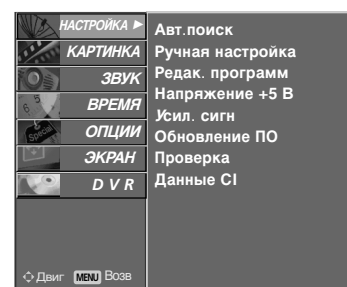 НАСТРОЙКА ►
КАРТИНКА
ЗВУК
ВРЕМЯ
ОПЦИИ
ЭКРАН
D V R
Авт.поиск
Ручная настройка
Редак. программ
Напряжение +5 В
Усил. сигн
Обновление ПО
Проверка
Данные CI
Special
Двиг MENU Возв